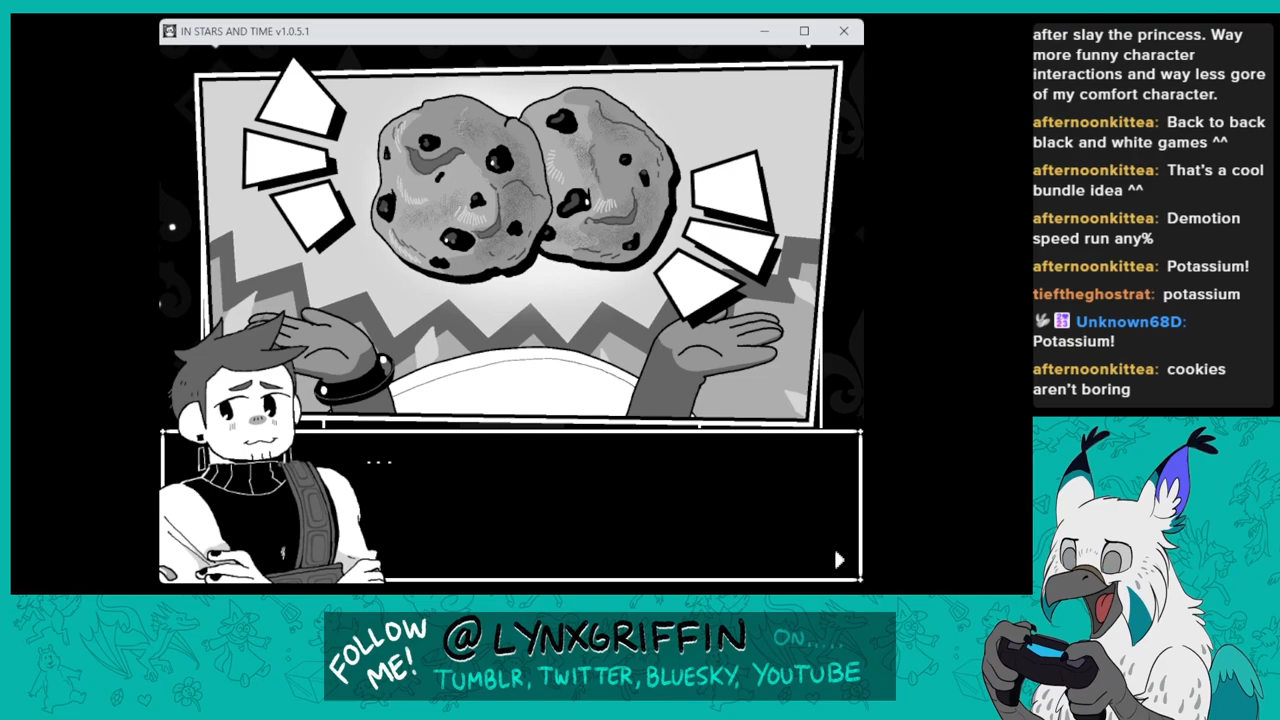 IN STARS AND TIME v1.0.5.1
...
after slay the princess. Way
more funny character
interactions and way less gore
of my comfort character.
afternoonkittea: Back to back
black and white games ^^
afternoonkittea: That's a cool
bundle idea ^^
afternoonkittea: Demotion
speed run any%
afternoonkittea: Potassium!
tieftheghostrat: potassium
Unknown68D:
Potassium!
afternoonkittea: cookies
aren't boring
FOLLOW
ME!
@LYNXGRIFFIN ON.....
TUMBLR, TWITTER, BLUESKY, YOUTUBE